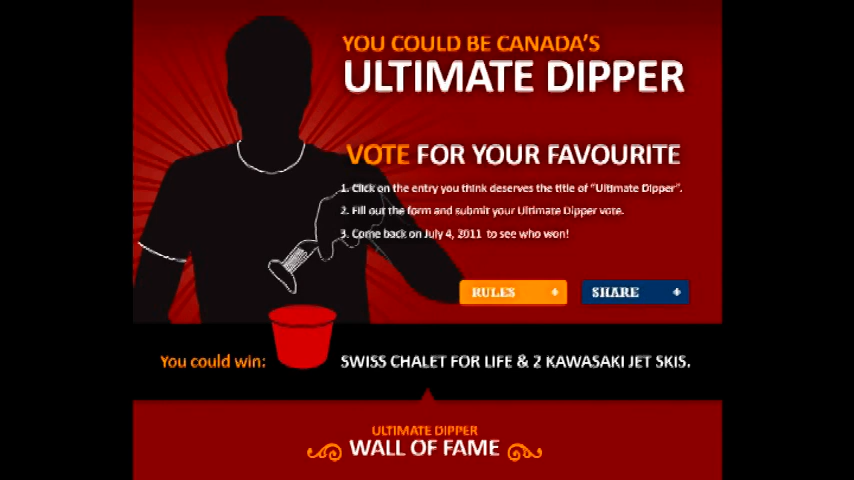 YOU COULD BE CANADA'S
ULTIMATE DIPPER
VOTE FOR YOUR FAVOURITE
1. Click on the entry you think deserves the title of "Ultimate Dipper".
2. Fill out the form and submit your Ultimate Dipper vote.
3. Come back on July 4, 2011 to see who won!
RULES +
SHARE +
You could win: SWISS CHALET FOR LIFE & 2 KAWASAKI JET SKIS.
ULTIMATE DIPPER
WALL OF FAME